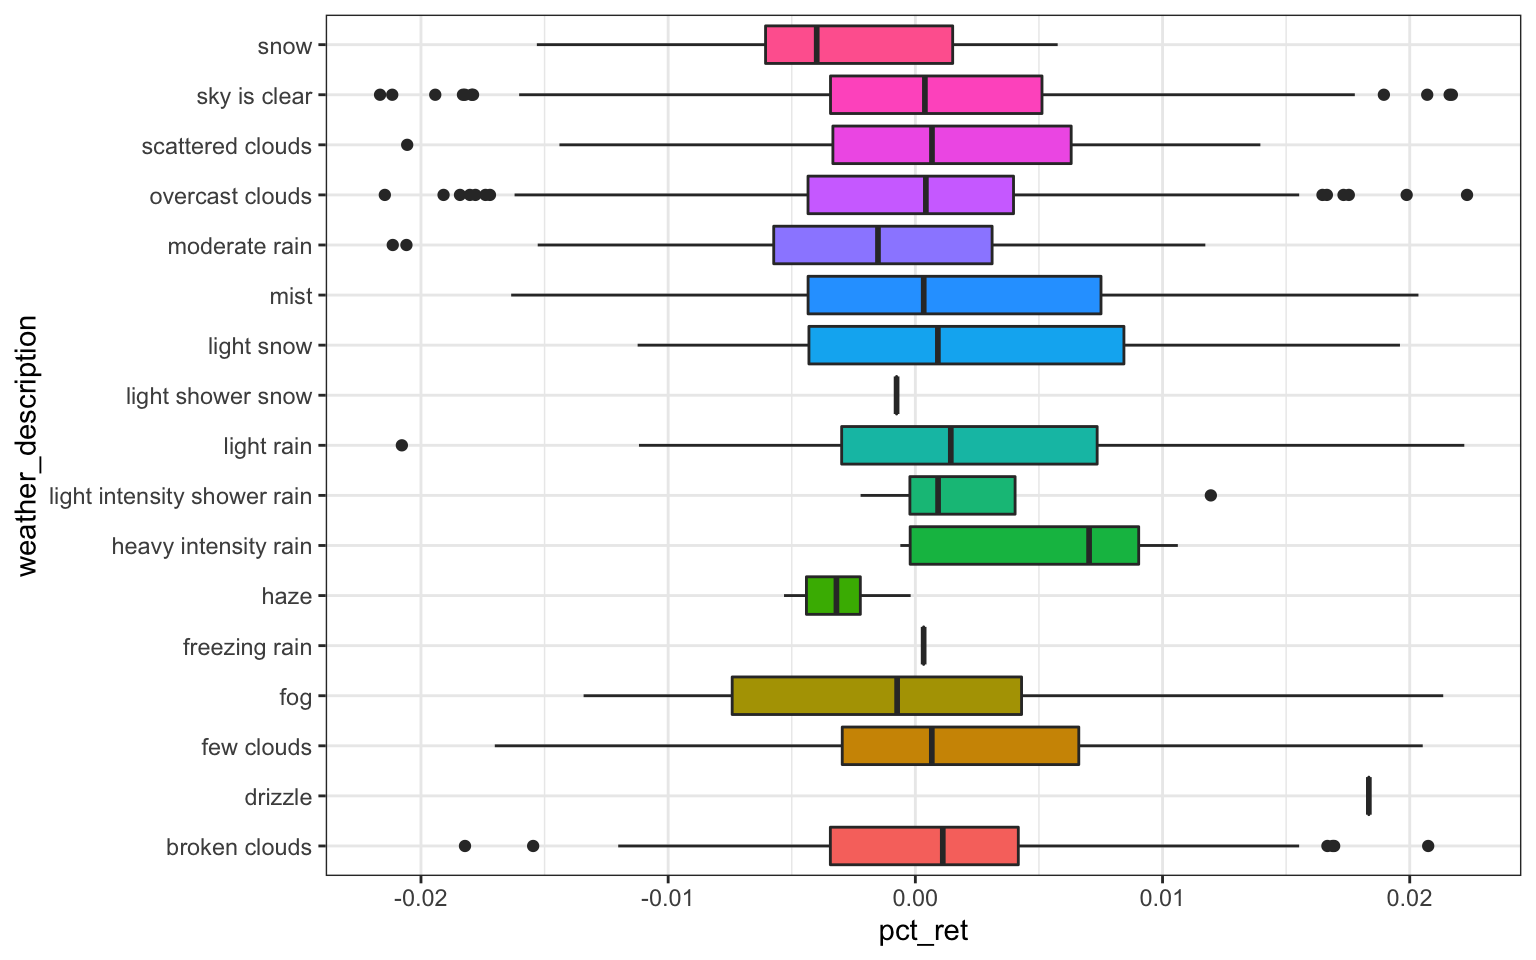 snow
sky is clear
scattered clouds
overcast clouds
moderate rain
mist
light snow
light shower snow
light rain
light intensity shower rain
heavy intensity rain
haze
freezing rain
fog
few clouds
drizzle
broken clouds
weather_description
-0.02 -0.01 0.00 0.01 0.02
pct_ret